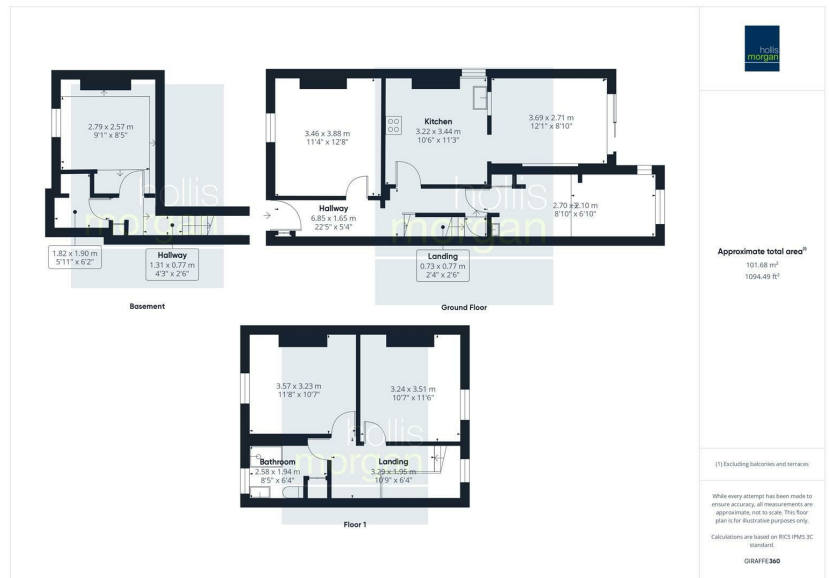 2.79 x 2.57 m
9'1" x 8'5"
1.82 x 1.90 m
5'11" x 6'2"
Hallway
1.31 x 0.77 m
4'3" x 2'6"
hollis
morgan
Basement
3.46 x 3.88 m
11'4" x 12'8"
Kitchen
3.22 x 3.44 m
10'6" x 11'3"
3.69 x 2.71 m
12'1" x 8'10"
Hallway
6.85 x 1.65 m
22'5" x 5'4"
2.70 x 2.10 m
8'10" x 6'10"
Landing
0.73 x 0.77 m
2'4" x 2'6"
hollis
morgan
Ground Floor
3.57 x 3.23 m
11'8" x 10'7"
3.24 x 3.51 m
10'7" x 11'6"
Bathroom
2.58 x 1.94 m
8'5" x 6'4"
Landing
3.29 x 1.95 m
10'9" x 6'4"
hollis
morgan
Floor 1
hollis
morgan
Approximate total area(1)
101.68 m²
1094.49 ft²
(1) Excluding balconies and terraces
While every attempt has been made to
ensure accuracy, all measurements are
approximate, not to scale. This floor
plan is for illustrative purposes only.
Calculations are based on RICS IPMS 3C
standard.
GIRAFFE360